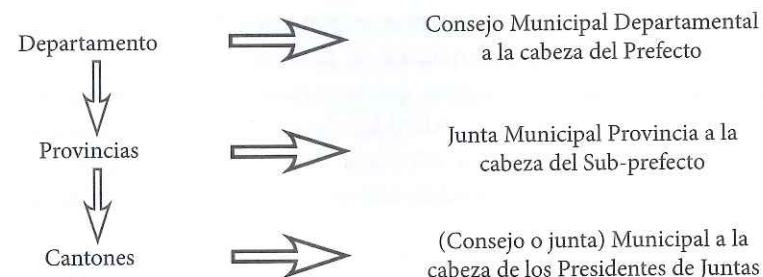 Departamento
Consejo Municipal Departamental
a la cabeza del Prefecto
Provincias
Junta Municipal Provincia a la
cabeza del Sub-prefecto
Cantones
(Consejo o junta) Municipal a la
cabeza de los Presidentes de Juntas